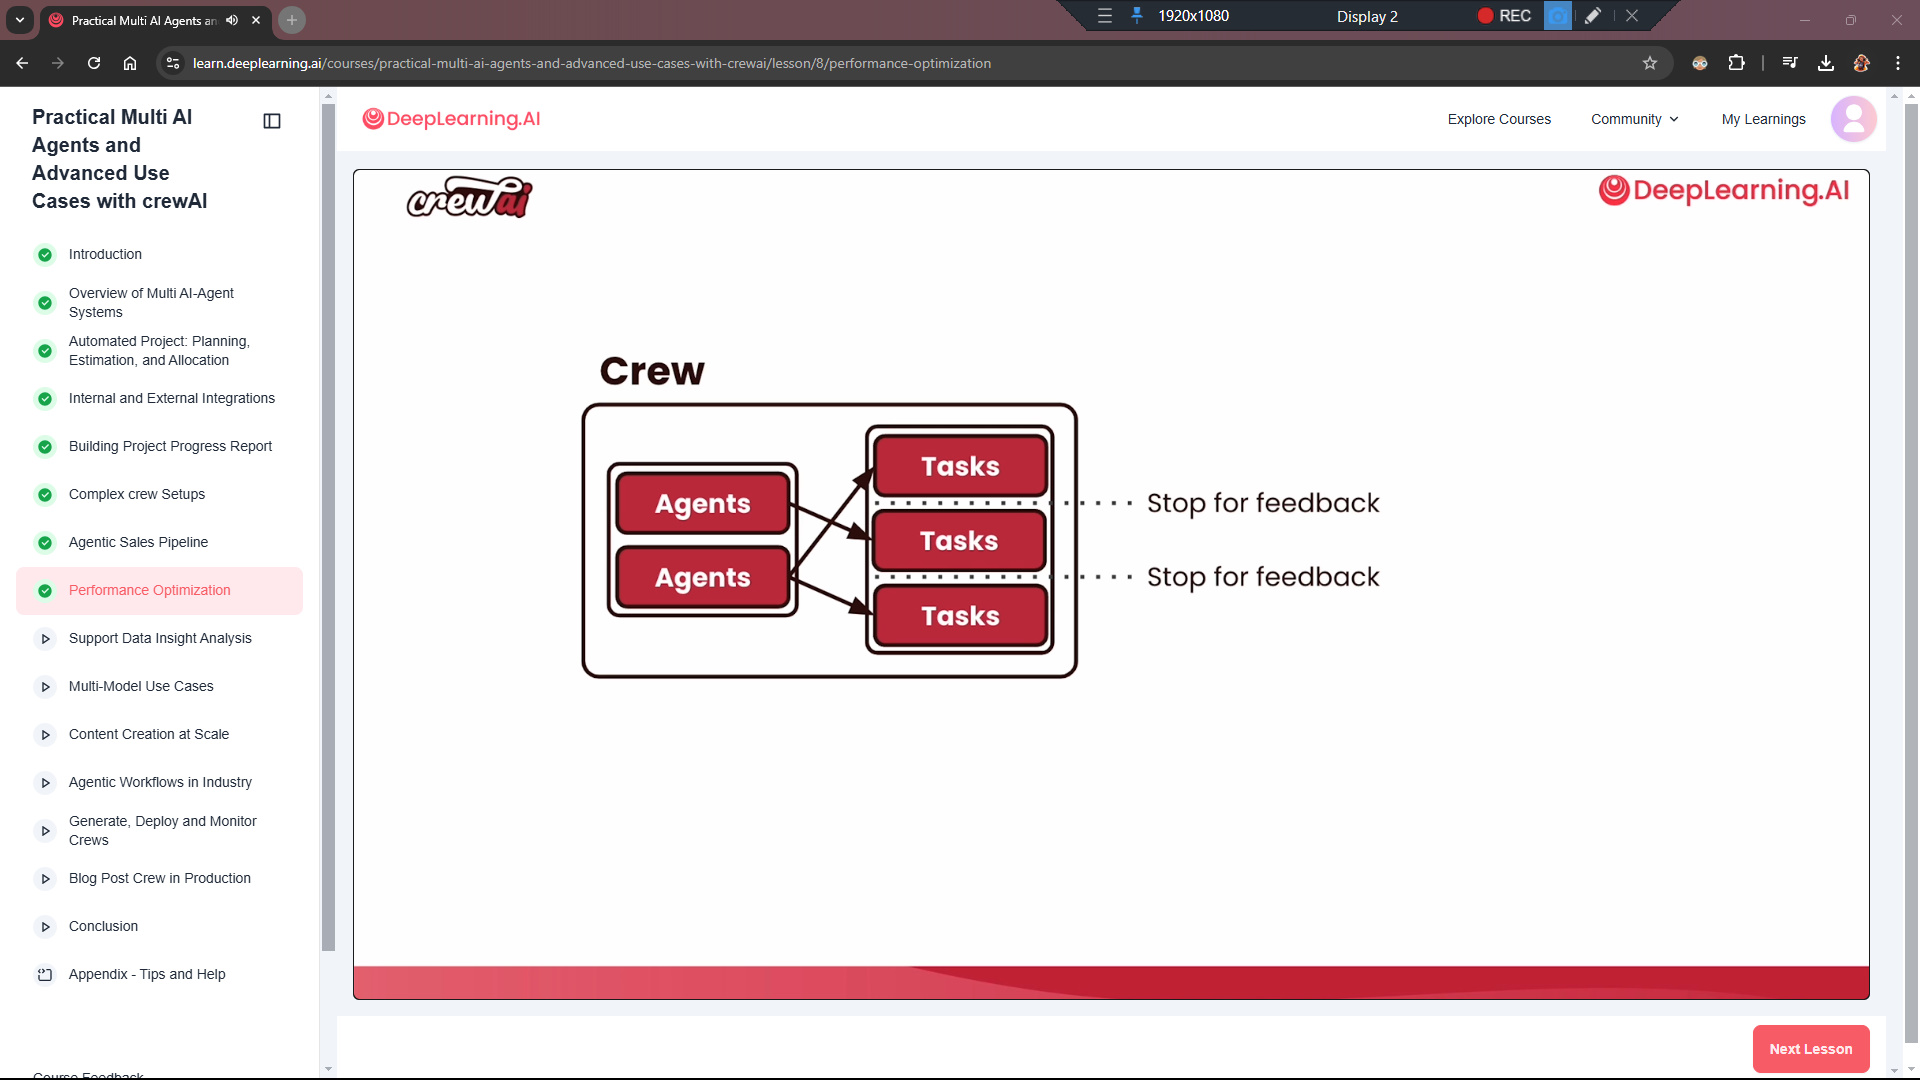 Practical Multi AI Agents an
1920x1080
Display 2
REC
learn.deeplearning.ai/courses/practical-multi-ai-agents-and-advanced-use-cases-with-crewai/lesson/8/performance-optimization
Practical Multi AI
Agents and
Advanced Use
Cases with crewAI
Introduction
Overview of Multi AI-Agent
Systems
Automated Project: Planning,
Estimation, and Allocation
Internal and External Integrations
Building Project Progress Report
Complex crew Setups
Agentic Sales Pipeline
Performance Optimization
Support Data Insight Analysis
Multi-Model Use Cases
Content Creation at Scale
Agentic Workflows in Industry
Generate, Deploy and Monitor
Crews
Blog Post Crew in Production
Conclusion
Appendix - Tips and Help
Course Feedback
DeepLearning.AI
Explore Courses
Community
My Learnings
crewai
DeepLearning.AI
Crew
Agents
Agents
Tasks
Tasks
Tasks
Stop for feedback
Stop for feedback
Next Lesson